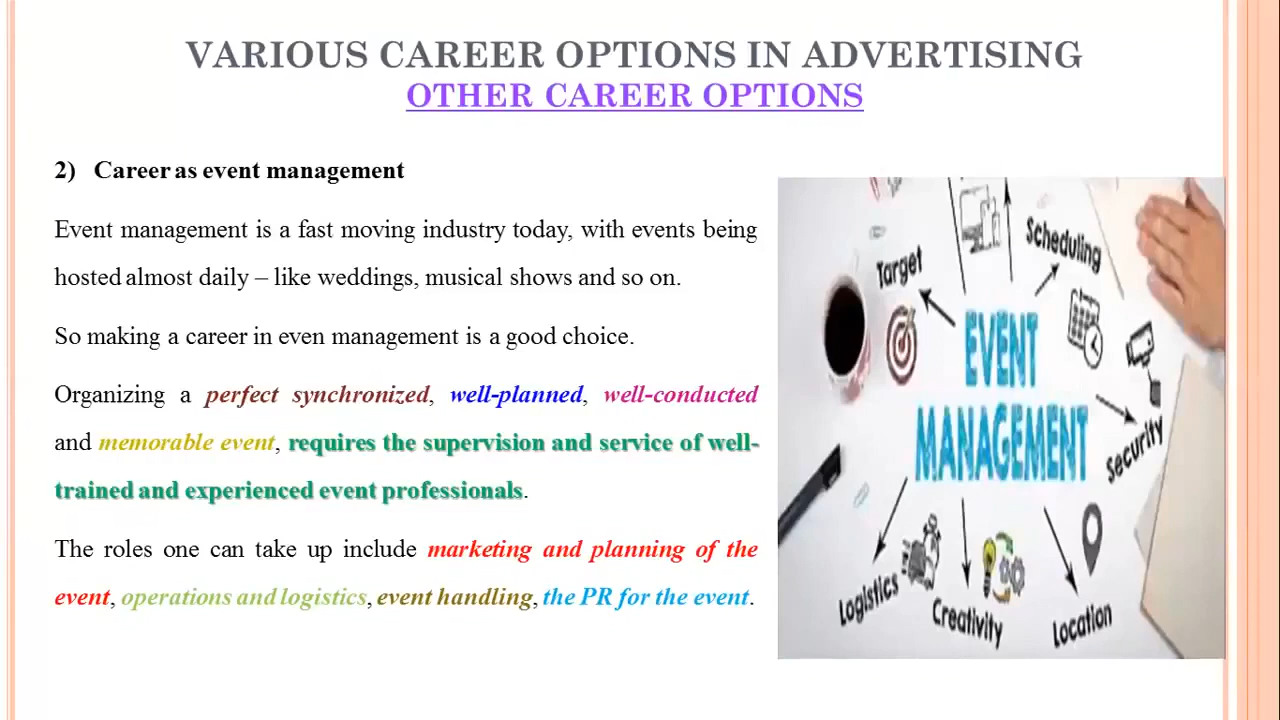 VARIOUS CAREER OPTIONS IN ADVERTISING
OTHER CAREER OPTIONS
2) Career as event management
Event management is a fast moving industry today, with events being
hosted almost daily – like weddings, musical shows and so on.
So making a career in even management is a good choice.
Organizing a perfect synchronized, well-planned, well-conducted
and memorable event, requires the supervision and service of well-
trained and experienced event professionals.
The roles one can take up include marketing and planning of the
event, operations and logistics, event handling, the PR for the event.
Target
Scheduling
EVENT
MANAGEMENT
Security
Logistics
Creativity
Location